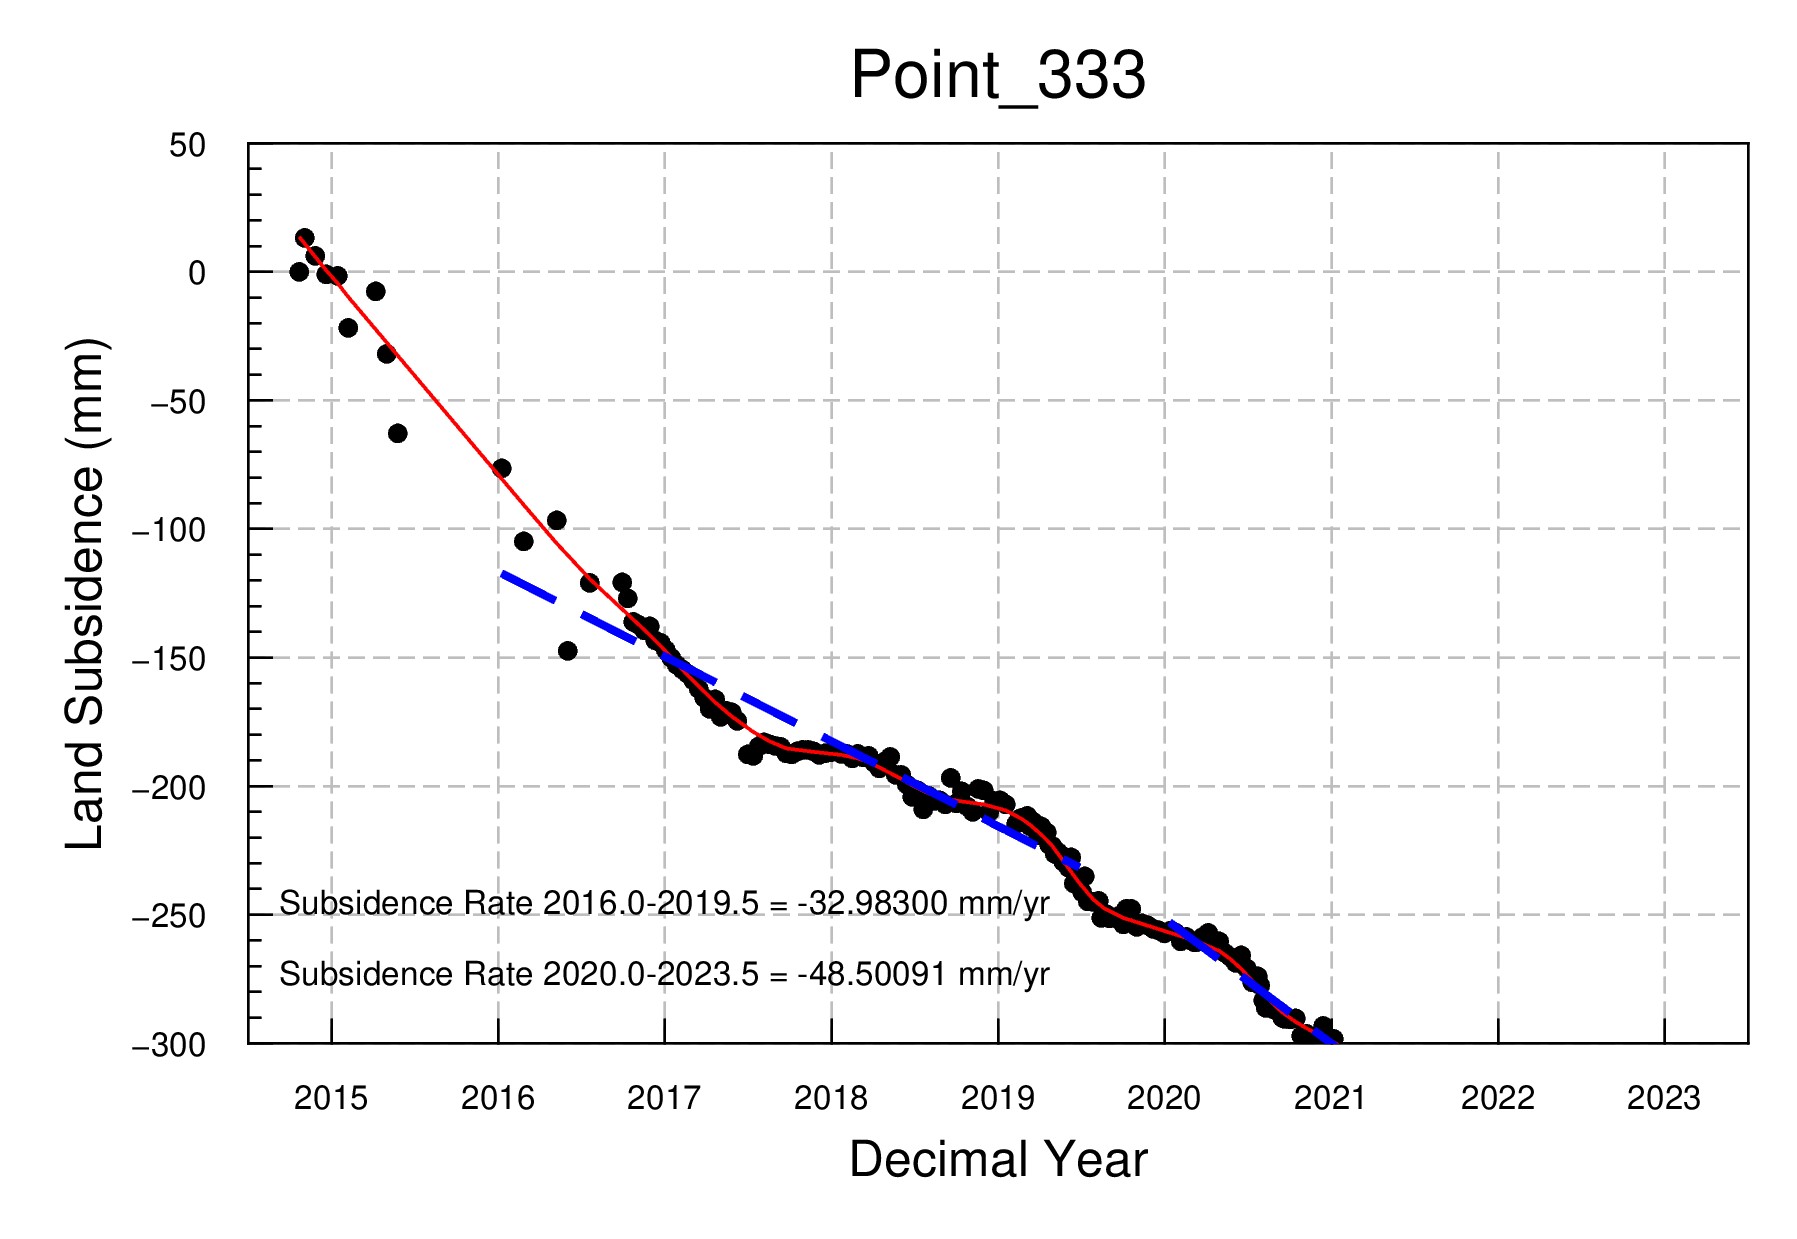 Point_333
50
0
−50
−100
−150
−200
−250
−300
Land Subsidence (mm)
Subsidence Rate 2016.0-2019.5 = -32.98300 mm/yr
Subsidence Rate 2020.0-2023.5 = -48.50091 mm/yr
2015 2016 2017 2018 2019 2020 2021 2022 2023
Decimal Year